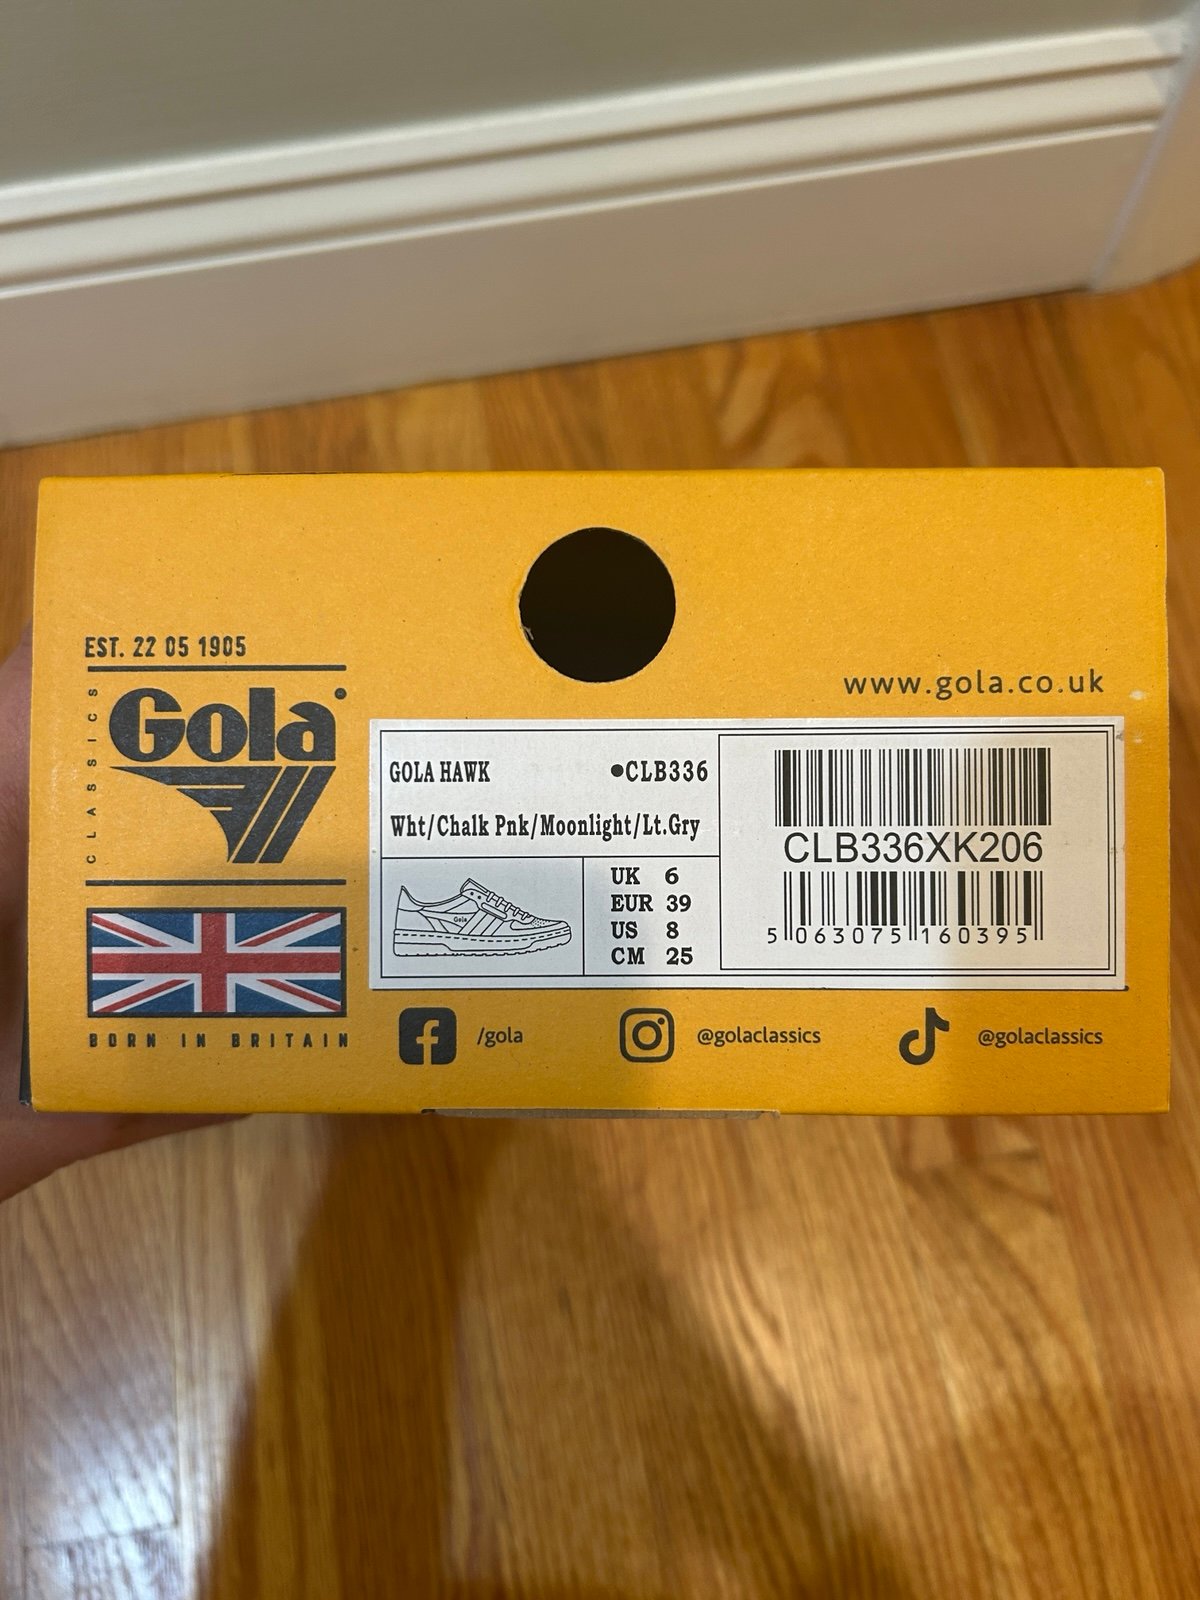 EST. 22 05 1905
CLASSICS
Gola
BORN IN BRITAIN
www.gola.co.uk
GOLA HAWK •CLB336
Wht/Chalk Pnk/Moonlight/Lt.Gry
Gola
UK 6
EUR 39
US 8
CM 25
CLB336XK206
5 063075 160395
/gola
@golaclassics
@golaclassics